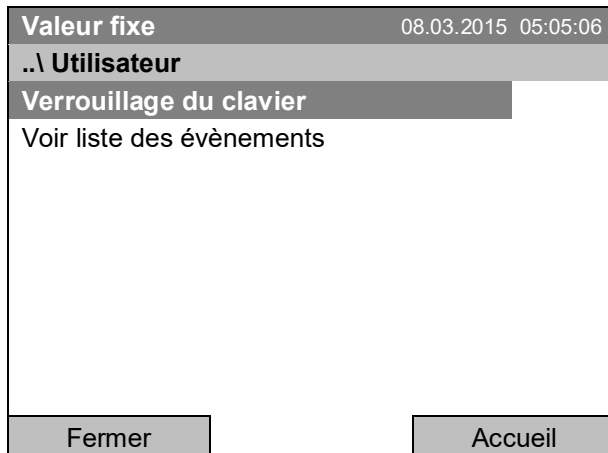 Valeur fixe 08.03.2015 05:05:06
..\ Utilisateur
Verrouillage du clavier
Voir liste des évènements
Fermer Accueil